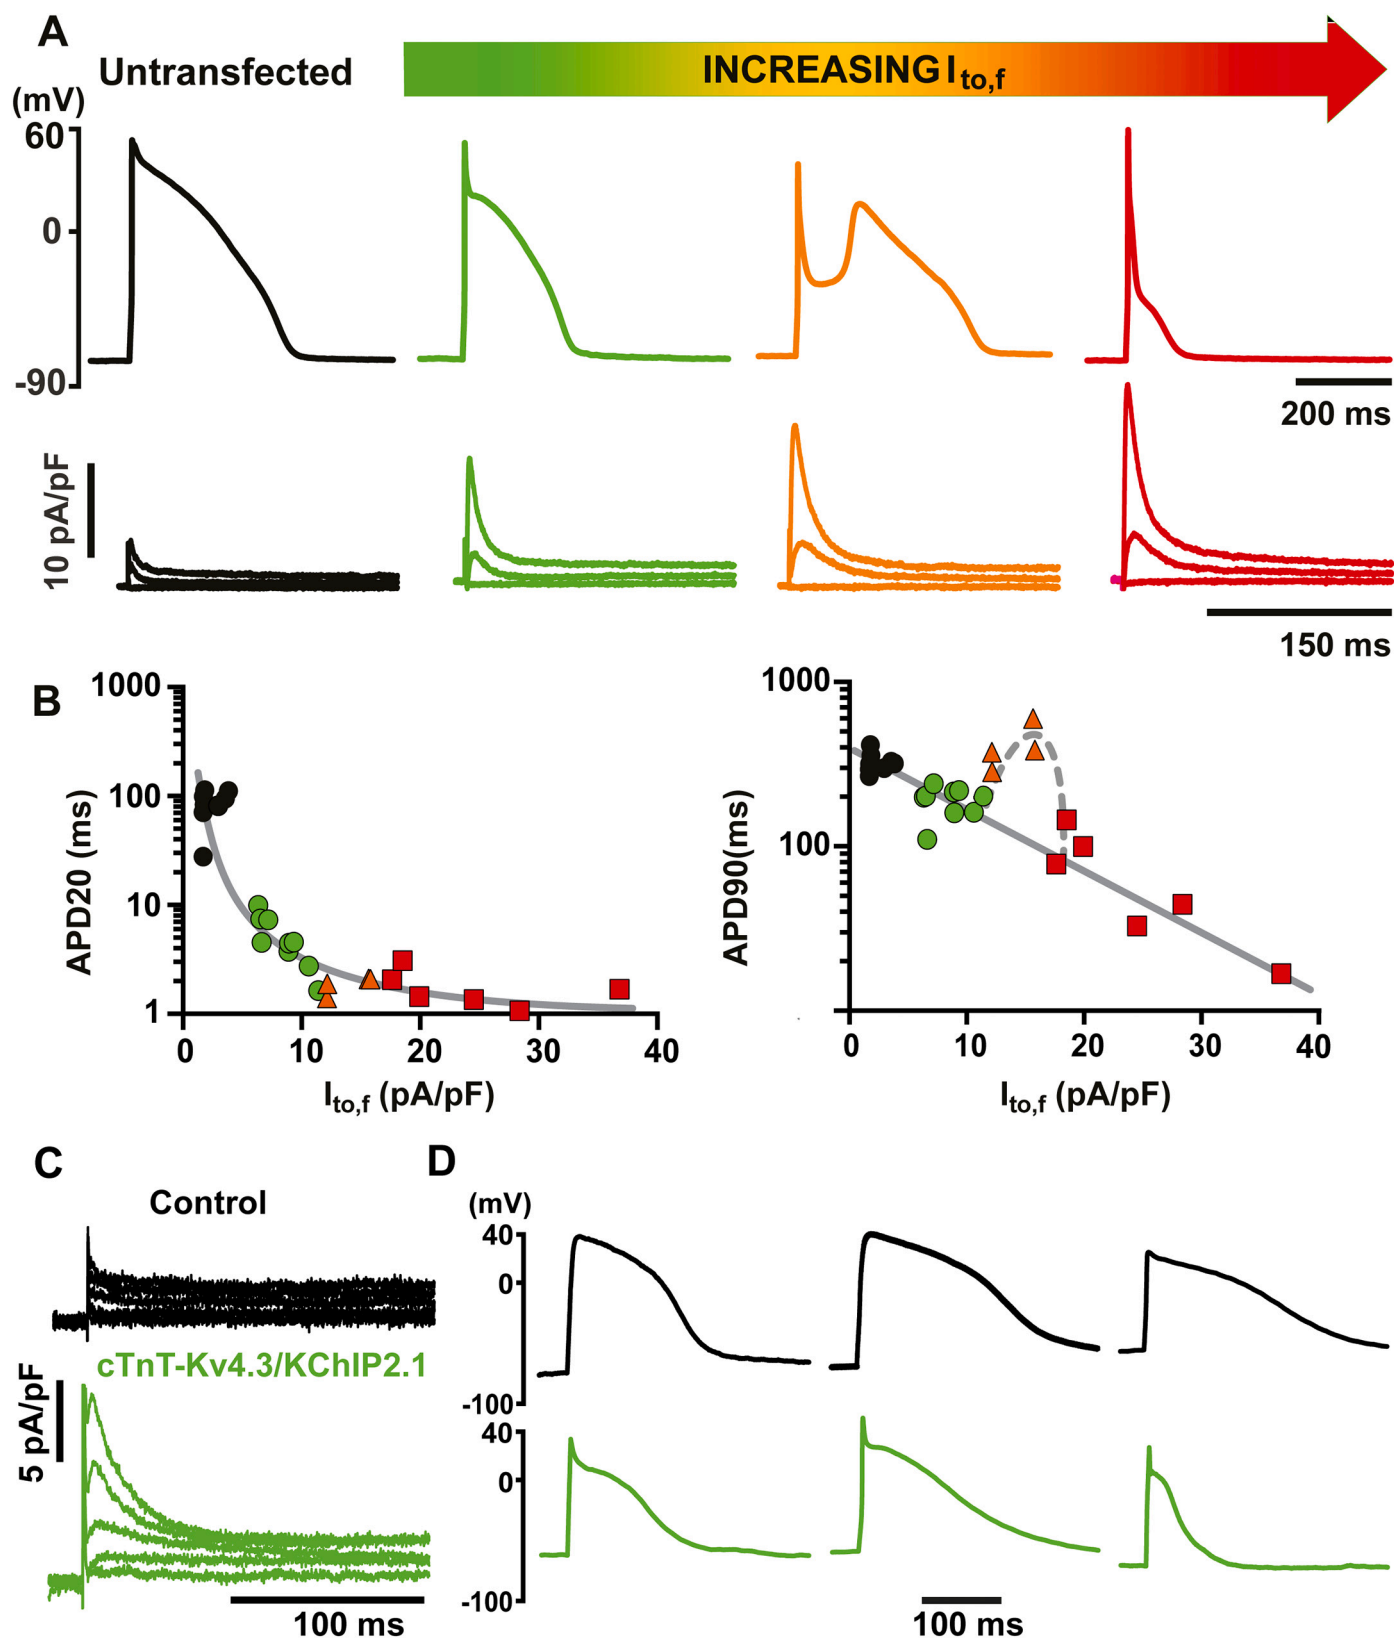 A
Untransfected
INCREASING Ito,f
(mV)
60
0
-90
200 ms
10 pA/pF
150 ms
B
1000
100
10
1
APD20 (ms)
0 10 20 30 40
Ito,f (pA/pF)
1000
100
APD90(ms)
0 10 20 30 40
Ito,f (pA/pF)
C
Control
cTnT-Kv4.3/KChIP2.1
5 pA/pF
100 ms
D
(mV)
40
0
-100
40
0
-100
100 ms